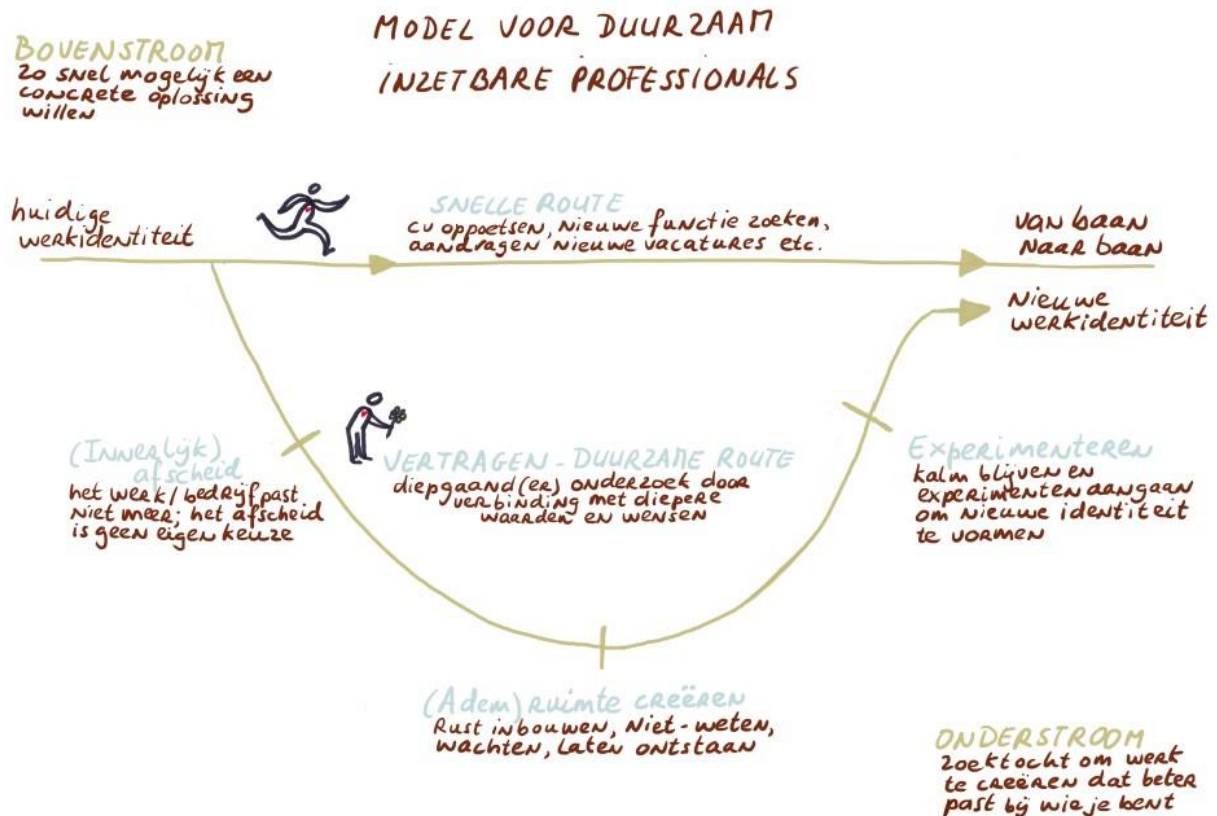 MODEL VOOR DUURZAAM
INZETBARE PROFESSIONALS
BOVENSTROOM
zo snel mogelijk een
concrete oplossing
willen
huidige
werkidentiteit
SNELLE ROUTE
cv oppoetsen, nieuwe functie zoeken,
aandragen nieuwe vacatures etc.
van baan
naar baan
Nieuwe
werkidentiteit
(Innerlijk)
afscheid
het werk/bedrijf past
niet meer; het afscheid
is geen eigen keuze
VERTRAGEN - DUURZAME ROUTE
diepgaand(er) onderzoek door
verbinding met diepere
waarden en wensen
Experimenteren
kalm blijven en
experimenten aangaan
om nieuwe identiteit
te vormen
(Adem)ruimte creëren
Rust inbouwen, niet-weten,
wachten, laten ontstaan
ONDERSTROOM
zoektocht om werk
te creëren dat beter
past bij wie je bent